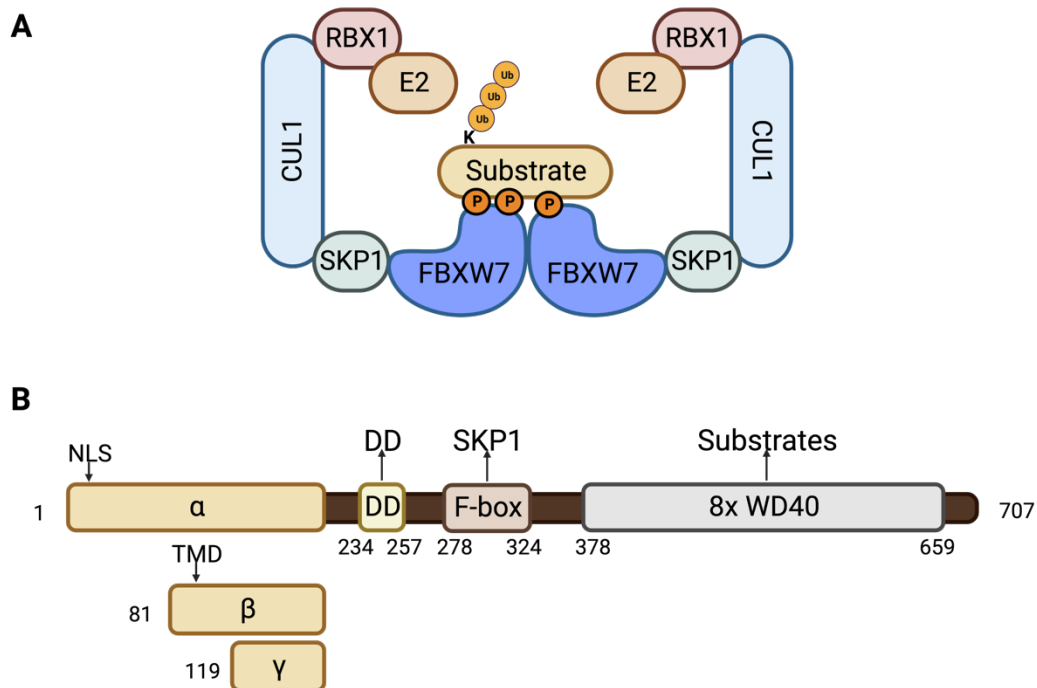 A
RBX1
RBX1
E2
E2
Ub
Ub
Ub
K
CUL1
CUL1
Substrate
P P P
SKP1
FBXW7
FBXW7
SKP1
B
NLS
DD
SKP1
Substrates
1
α
DD
F-box
8x WD40
707
234
257
278
324
378
659
TMD
81
β
119
γ